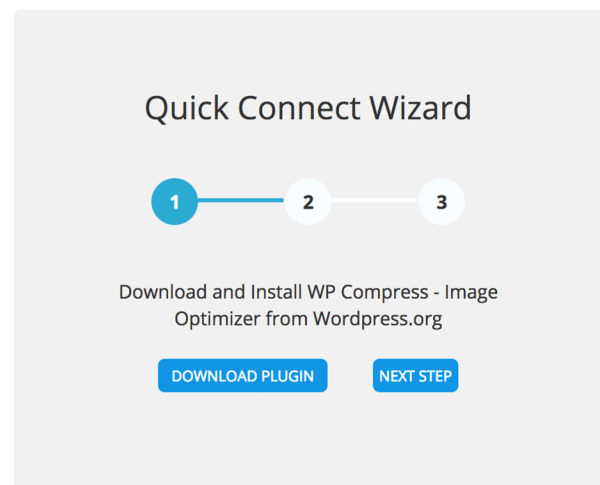 Quick Connect Wizard
1 2 3
Download and Install WP Compress - Image
Optimizer from Wordpress.org
DOWNLOAD PLUGIN NEXT STEP